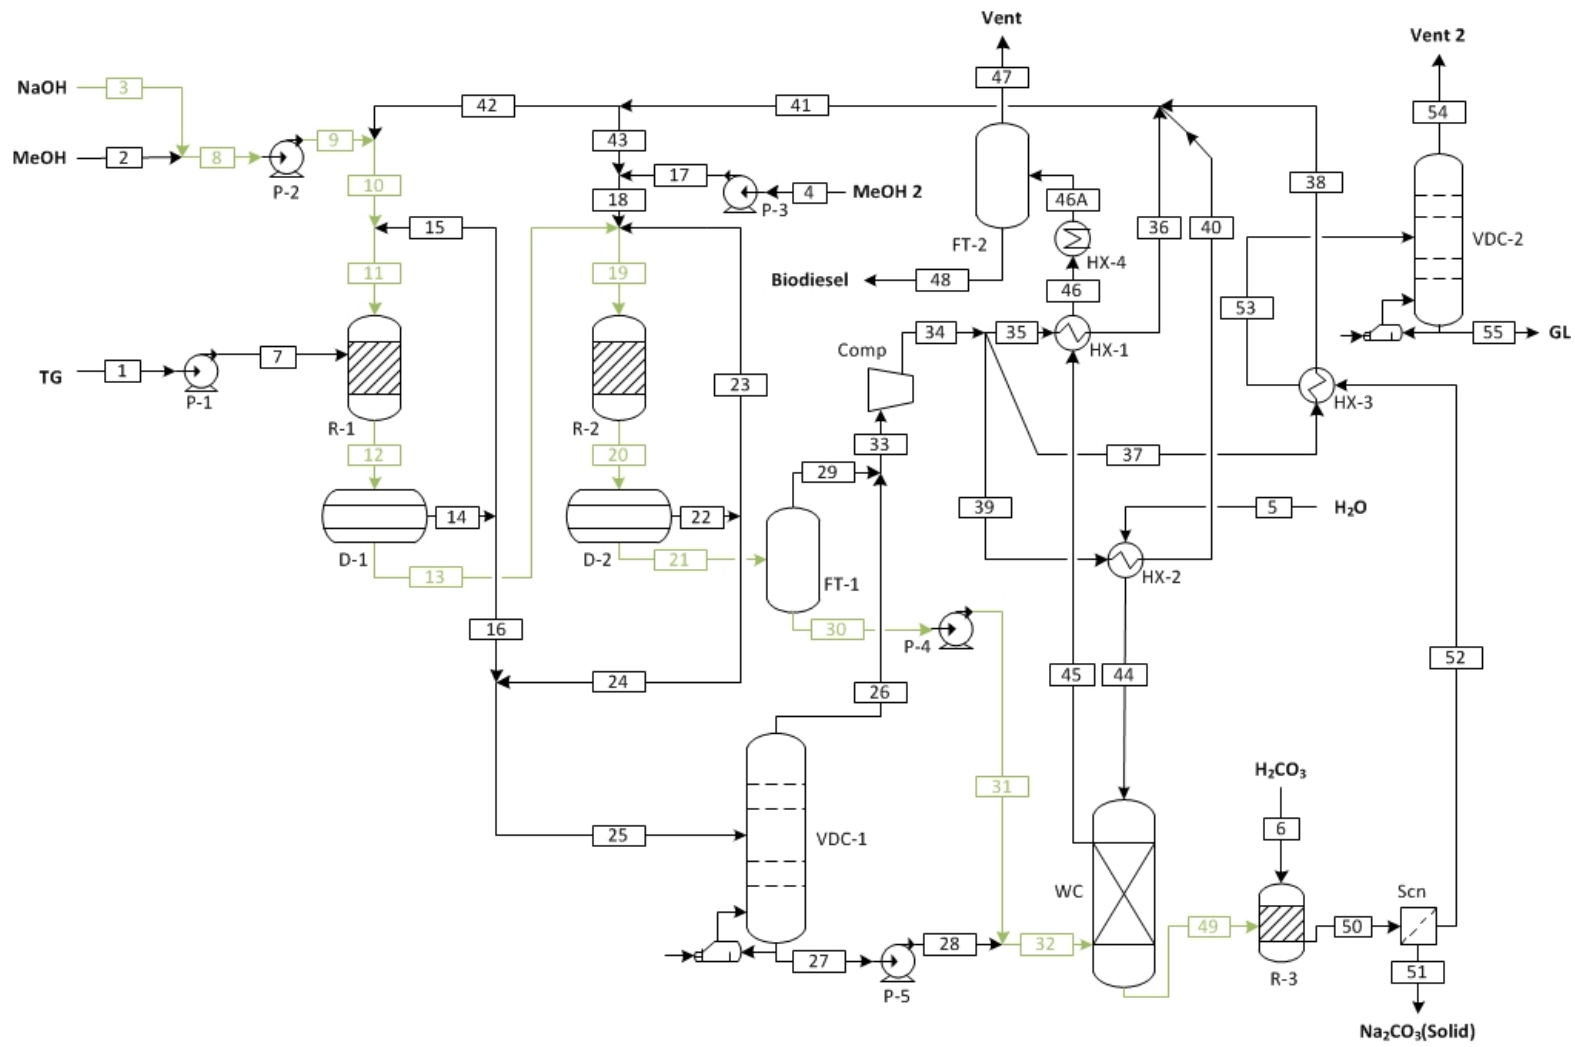 Vent
Vent 2
47
NaOH
3
42
41
54
43
9
MeOH
2
8
P-2
17
4
MeOH 2
P-3
10
18
46A
38
15
36
40
FT-2
HX-4
VDC-2
11
19
Biodiesel
48
46
53
34
35
HX-1
55
GL
Comp
TG
1
7
P-1
23
HX-3
R-1
R-2
33
12
20
29
37
39
5
H₂O
14
22
D-1
D-2
21
FT-1
HX-2
13
16
30
P-4
24
26
45
44
52
31
H₂CO₃
25
VDC-1
6
WC
Scn
28
32
49
50
27
P-5
R-3
51
Na₂CO₃(Solid)